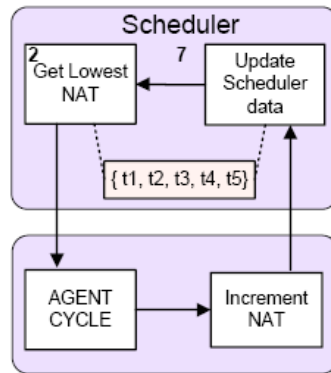 Scheduler
2
Get Lowest
NAT
7
Update
Scheduler
data
{ t1, t2, t3, t4, t5}
AGENT
CYCLE
Increment
NAT